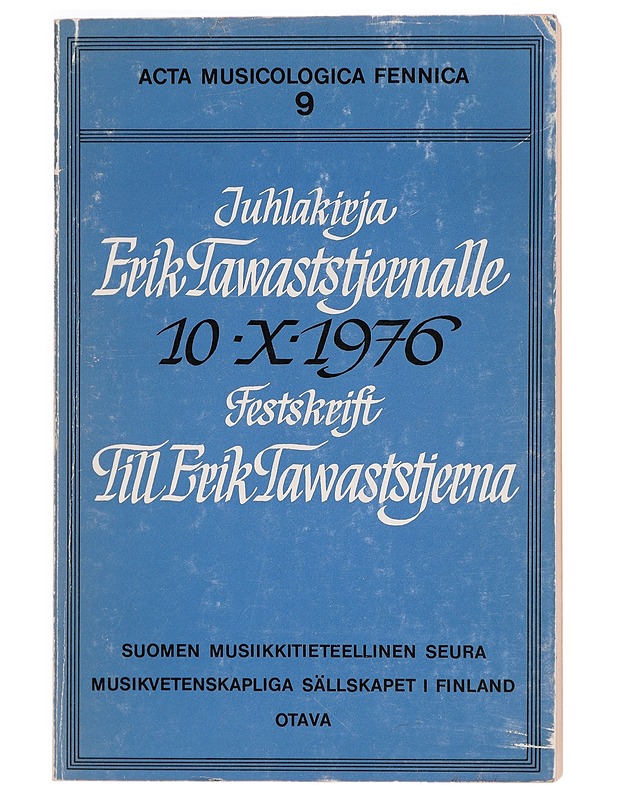 ACTA MUSICOLOGICA FENNICA
9
Juhlakirja
Erik Tawaststjernalle
10·X·1976
Festskrift
Till Erik Tawaststjerna
SUOMEN MUSIIKKITIETEELLINEN SEURA
MUSIKVETENSKAPLIGA SÄLLSKAPET I FINLAND
OTAVA